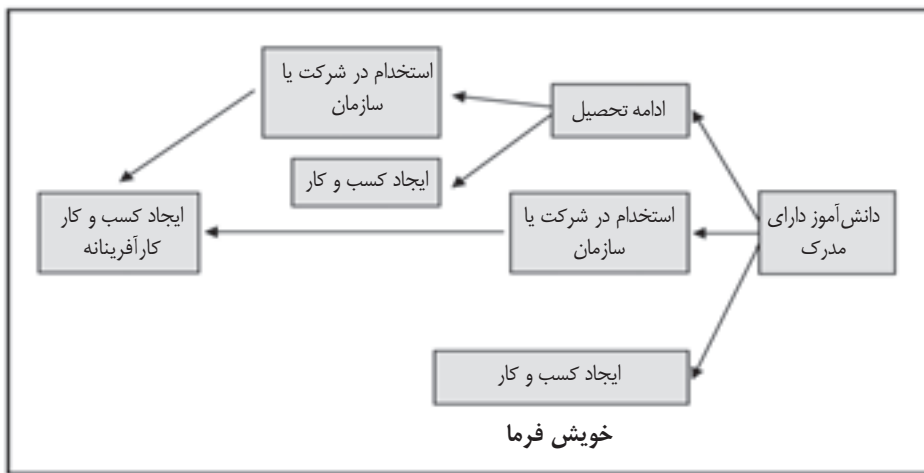 استخدام در شرکت یا
سازمان
ادامه تحصیل
ایجاد کسب و کار
دانش‌آموز دارای
مدرک
استخدام در شرکت یا
سازمان
ایجاد کسب و کار
کارآفرینانه
ایجاد کسب و کار
خویش فرما